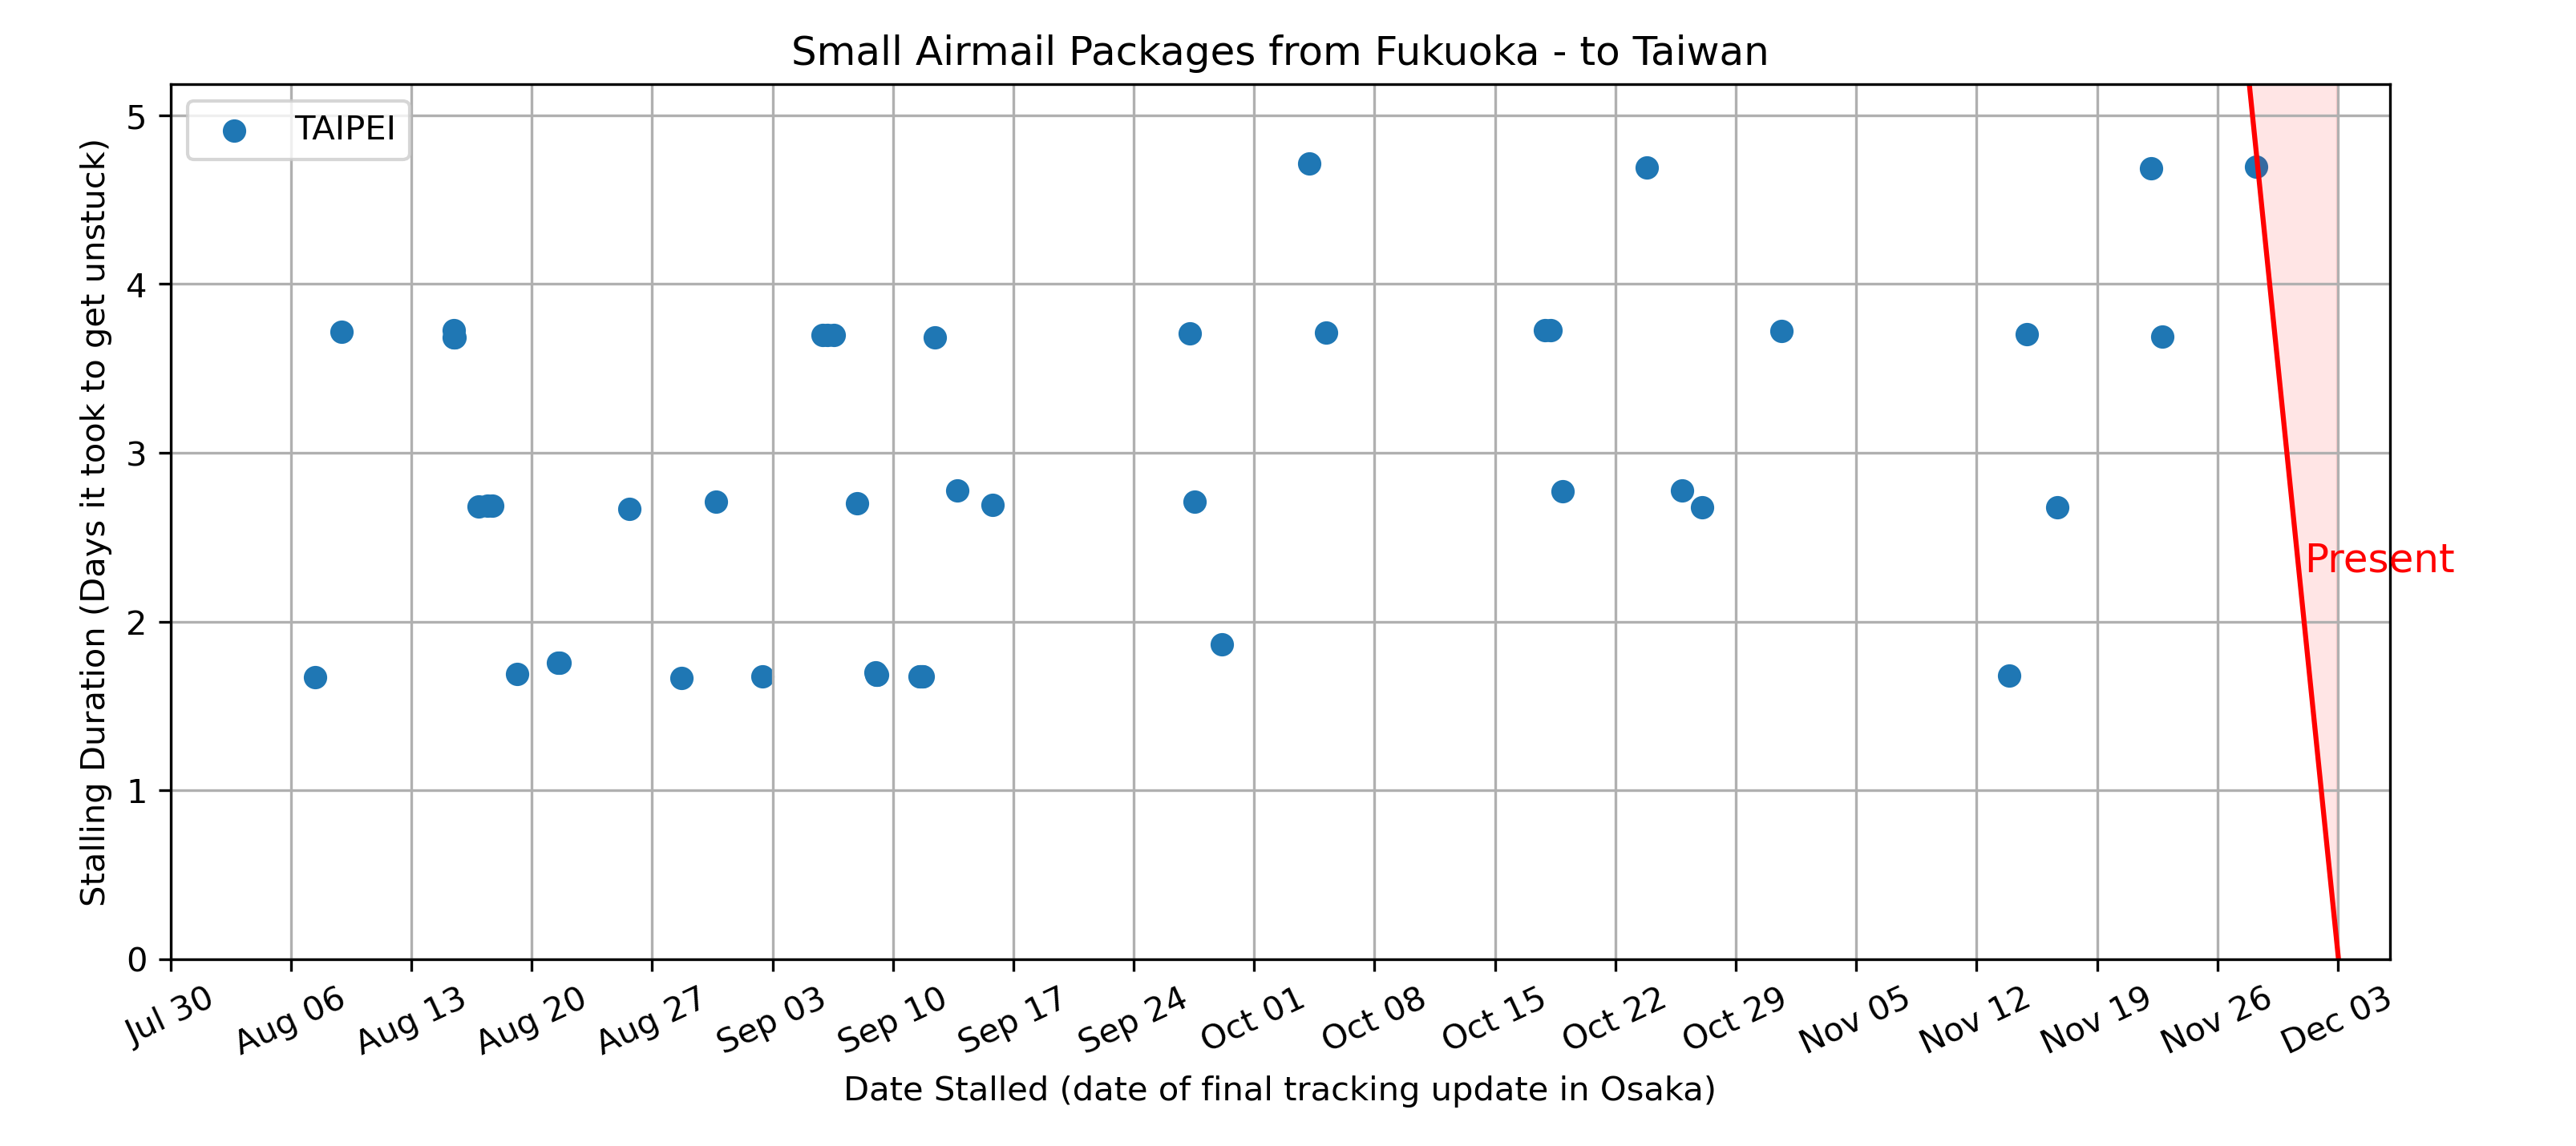 Small Airmail Packages from Fukuoka - to Taiwan
TAIPEI
Stalling Duration (Days it took to get unstuck)
5
4
3
2
1
0
Present
Jul 30
Aug 06
Aug 13
Aug 20
Aug 27
Sep 03
Sep 10
Sep 17
Sep 24
Oct 01
Oct 08
Oct 15
Oct 22
Oct 29
Nov 05
Nov 12
Nov 19
Nov 26
Dec 03
Date Stalled (date of final tracking update in Osaka)